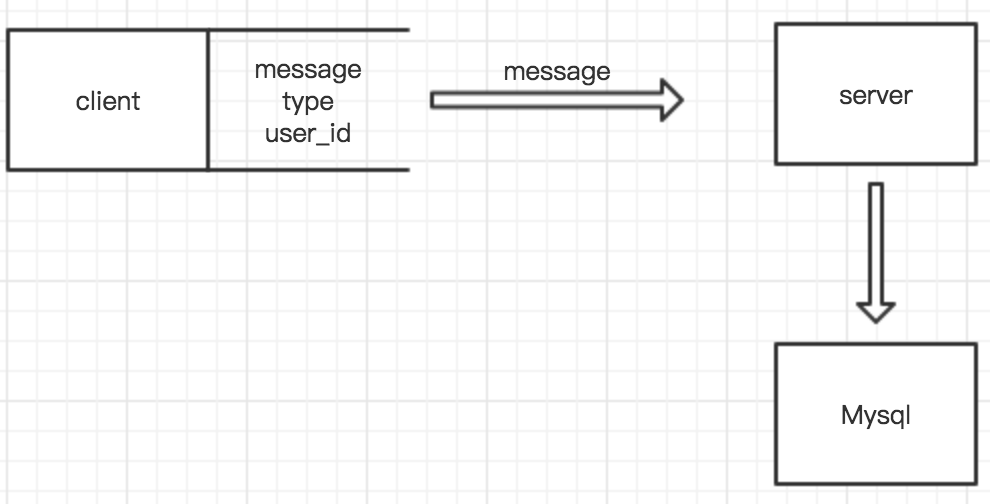 client
message
type
user_id
message
server
Mysql